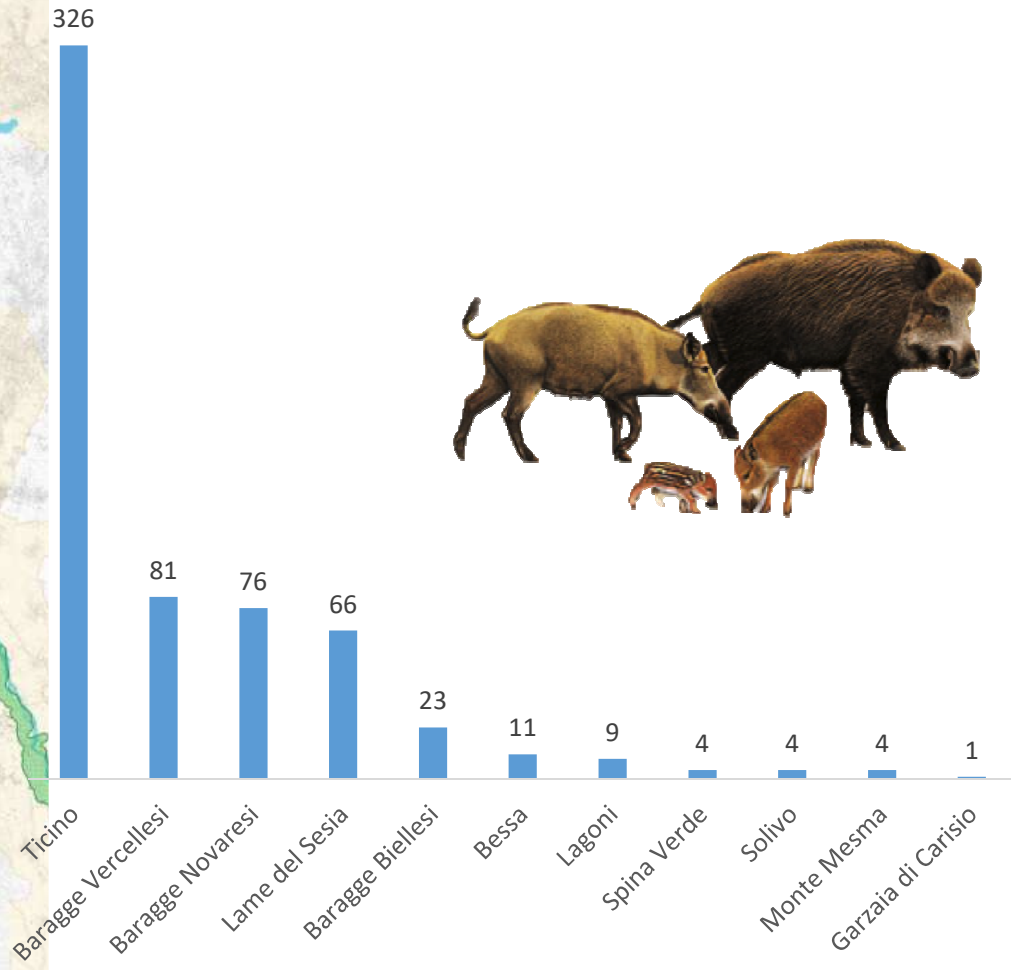 326
81
76
66
23
11
9
4
4
4
1
Ticino
Baragge Vercellesi
Baragge Novaresi
Lame del Sesia
Baragge Biellesi
Bessa
Lagoni
Spina Verde
Solivo
Monte Mesma
Garzaia di Carisio